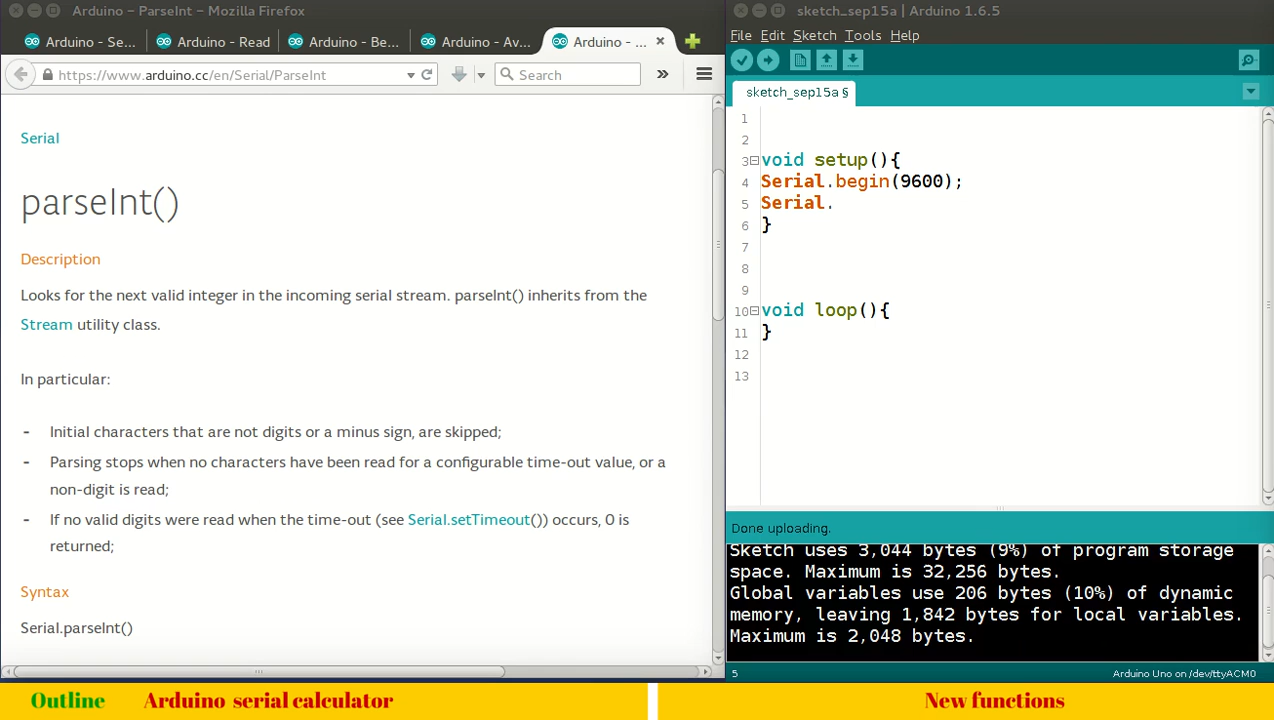 Arduino - ParseInt - Mozilla Firefox
Arduino - Se...
Arduino - Read
Arduino - Be...
Arduino - Av...
Arduino - ...
https://www.arduino.cc/en/Serial/ParseInt
Search
Serial
parseInt()
Description
Looks for the next valid integer in the incoming serial stream. parseInt() inherits from the
Stream utility class.
In particular:
- Initial characters that are not digits or a minus sign, are skipped;
- Parsing stops when no characters have been read for a configurable time-out value, or a
non-digit is read;
- If no valid digits were read when the time-out (see Serial.setTimeout()) occurs, 0 is
returned;
Syntax
Serial.parseInt()
sketch_sep15a | Arduino 1.6.5
File Edit Sketch Tools Help
sketch_sep15a §
1
2
3 void setup(){
4 Serial.begin(9600);
5 Serial.
6 }
7
8
9
10 void loop(){
11 }
12
13
Done uploading.
Sketch uses 3,044 bytes (9%) of program storage
space. Maximum is 32,256 bytes.
Global variables use 206 bytes (10%) of dynamic
memory, leaving 1,842 bytes for local variables.
Maximum is 2,048 bytes.
5
Arduino Uno on /dev/ttyACM0
Outline Arduino serial calculator
New functions